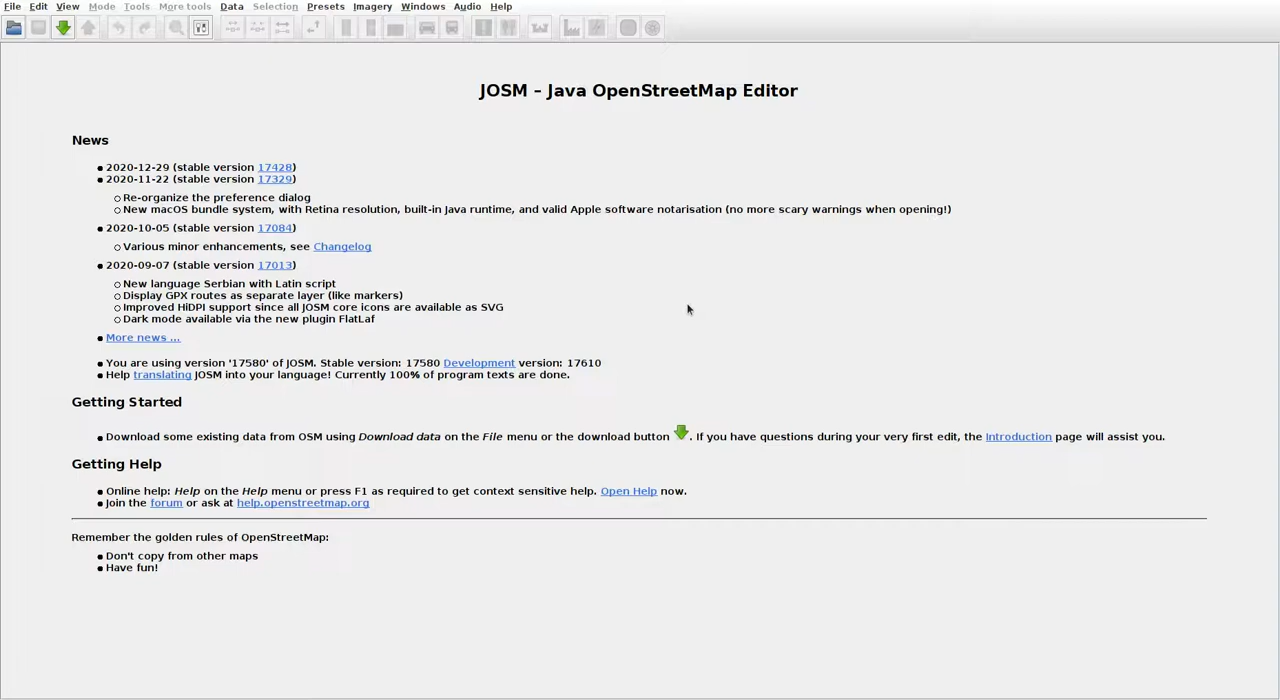 File Edit View Mode Tools More tools Data Selection Presets Imagery Windows Audio Help
JOSM – Java OpenStreetMap Editor
News
2020-12-29 (stable version 17428)
2020-11-22 (stable version 17329)
Re-organize the preference dialog
New macOS bundle system, with Retina resolution, built-in Java runtime, and valid Apple software notarisation (no more scary warnings when opening!)
2020-10-05 (stable version 17084)
Various minor enhancements, see Changelog
2020-09-07 (stable version 17013)
New language Serbian with Latin script
Display GPX routes as separate layer (like markers)
Improved HiDPI support since all JOSM core icons are available as SVG
Dark mode available via the new plugin FlatLaf
More news ...
You are using version '17580' of JOSM. Stable version: 17580 Development version: 17610
Help translating JOSM into your language! Currently 100% of program texts are done.
Getting Started
Download some existing data from OSM using Download data on the File menu or the download button . If you have questions during your very first edit, the Introduction page will assist you.
Getting Help
Online help: Help on the Help menu or press F1 as required to get context sensitive help. Open Help now.
Join the forum or ask at help.openstreetmap.org
Remember the golden rules of OpenStreetMap:
Don't copy from other maps
Have fun!